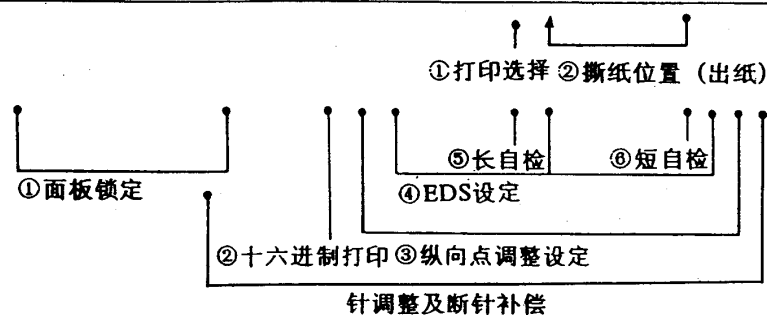 ①打印选择 ②撕纸位置（出纸）
⑤长自检 ⑥短自检
①面板锁定 ④EDS设定
②十六进制打印 ③纵向点调整设定
针调整及断针补偿